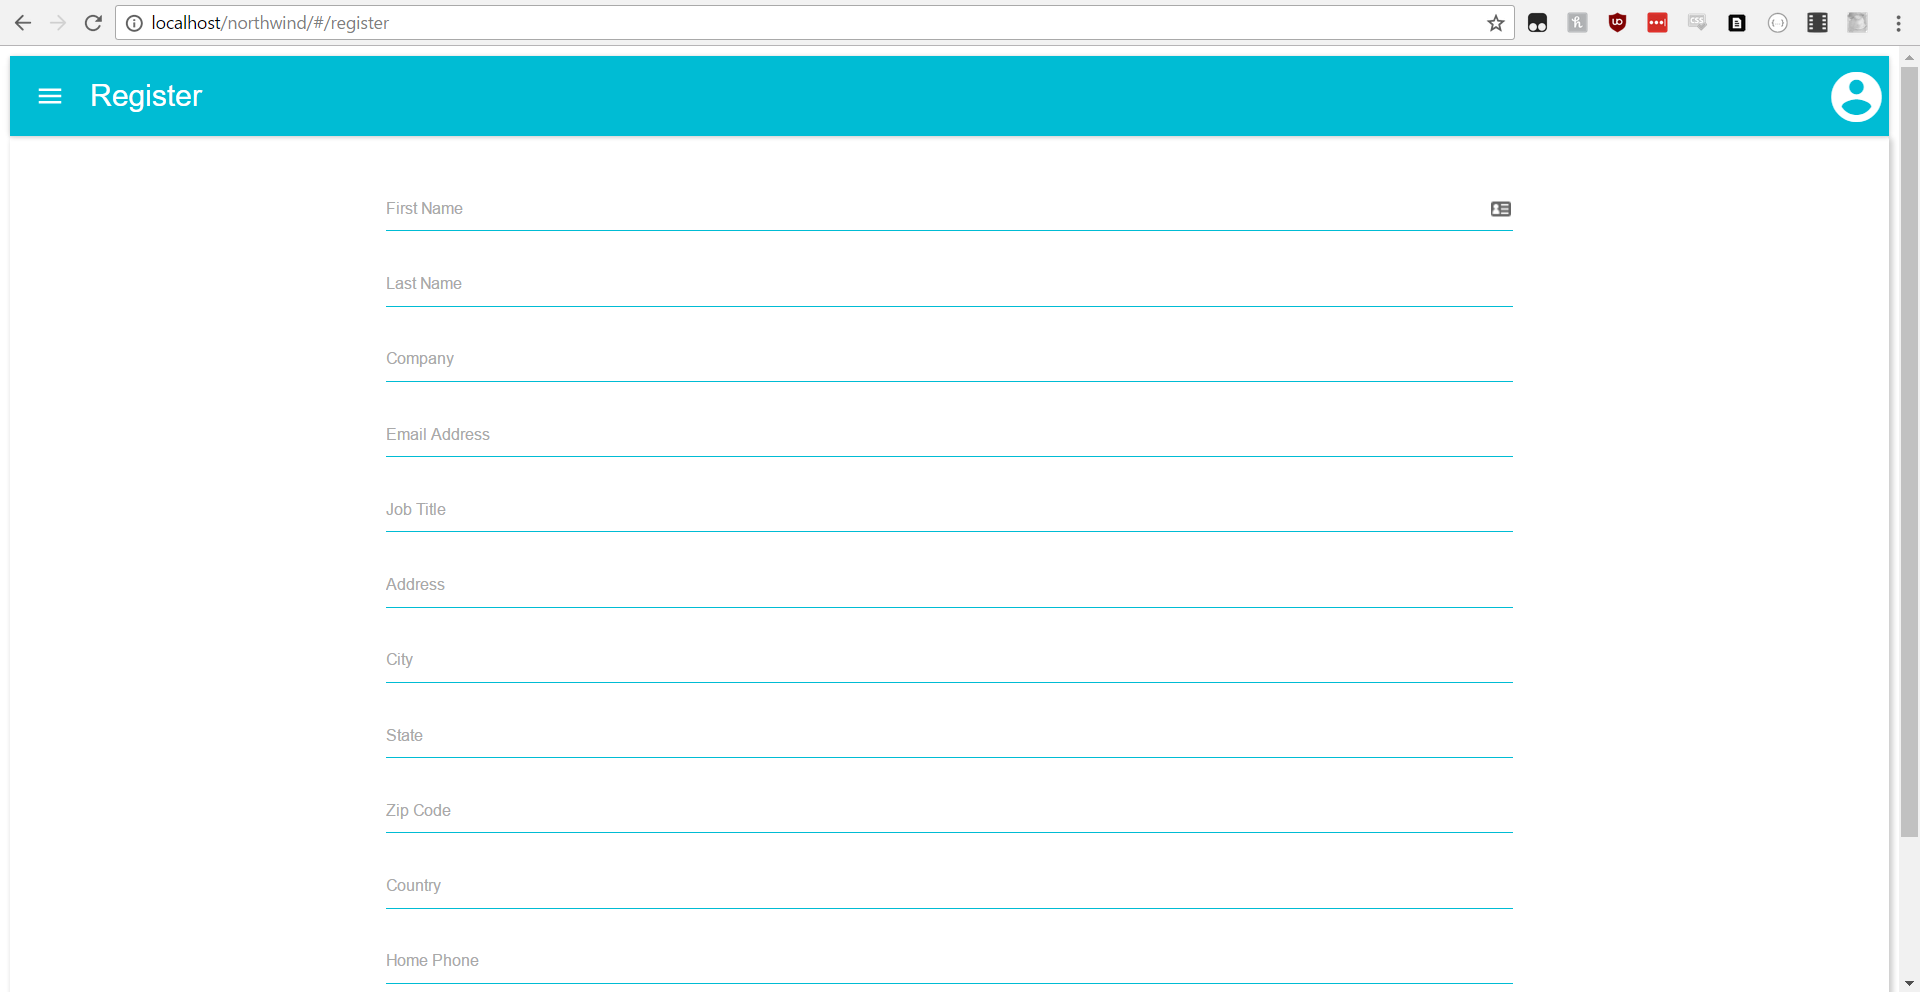 localhost/northwind/#/register
Register
First Name
Last Name
Company
Email Address
Job Title
Address
City
State
Zip Code
Country
Home Phone